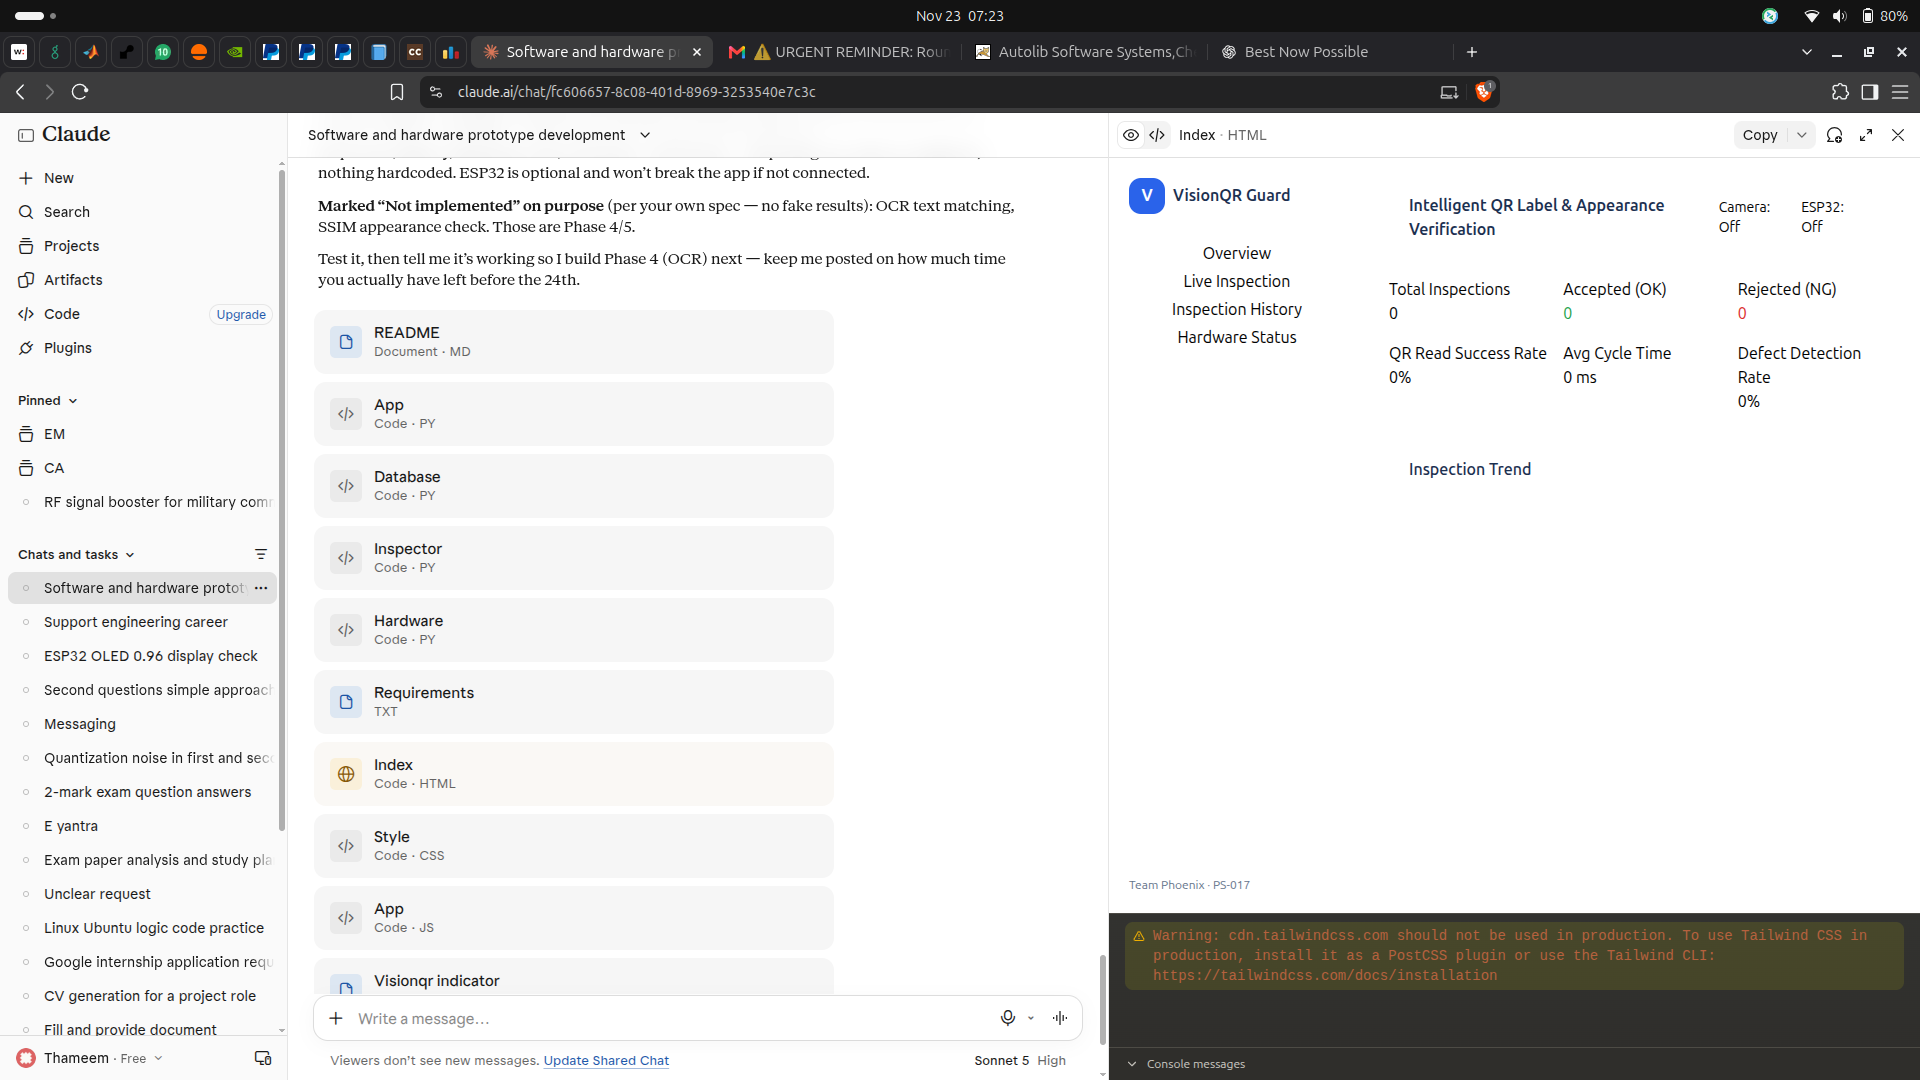 Nov 23 07:23
80%
Software and hardware p
URGENT REMINDER: Rou
Autolib Software Systems,Ch
Best Now Possible
claude.ai/chat/fc606657-8c08-401d-8969-3253540e7c3c
Claude
New
Search
Projects
Artifacts
Code
Upgrade
Plugins
Pinned
EM
CA
RF signal booster for military com
Chats and tasks
Software and hardware protot
Support engineering career
ESP32 OLED 0.96 display check
Second questions simple approach
Messaging
Quantization noise in first and seco
2-mark exam question answers
E yantra
Exam paper analysis and study pla
Unclear request
Linux Ubuntu logic code practice
Google internship application requ
CV generation for a project role
Fill and provide document
Thameem · Free
Software and hardware prototype development
nothing hardcoded. ESP32 is optional and won’t break the app if not connected.
Marked “Not implemented” on purpose (per your own spec — no fake results): OCR text matching,
SSIM appearance check. Those are Phase 4/5.
Test it, then tell me it’s working so I build Phase 4 (OCR) next — keep me posted on how much time
you actually have left before the 24th.
README
Document · MD
App
Code · PY
Database
Code · PY
Inspector
Code · PY
Hardware
Code · PY
Requirements
TXT
Index
Code · HTML
Style
Code · CSS
App
Code · JS
Visionqr indicator
Write a message...
Viewers don’t see new messages. Update Shared Chat
Sonnet 5 High
Index · HTML
Copy
V
VisionQR Guard
Overview
Live Inspection
Inspection History
Hardware Status
Intelligent QR Label & Appearance
Verification
Camera:
Off
ESP32:
Off
Total Inspections
0
Accepted (OK)
0
Rejected (NG)
0
QR Read Success Rate
0%
Avg Cycle Time
0 ms
Defect Detection
Rate
0%
Inspection Trend
Team Phoenix · PS-017
Warning: cdn.tailwindcss.com should not be used in production. To use Tailwind CSS in
production, install it as a PostCSS plugin or use the Tailwind CLI:
https://tailwindcss.com/docs/installation
Console messages